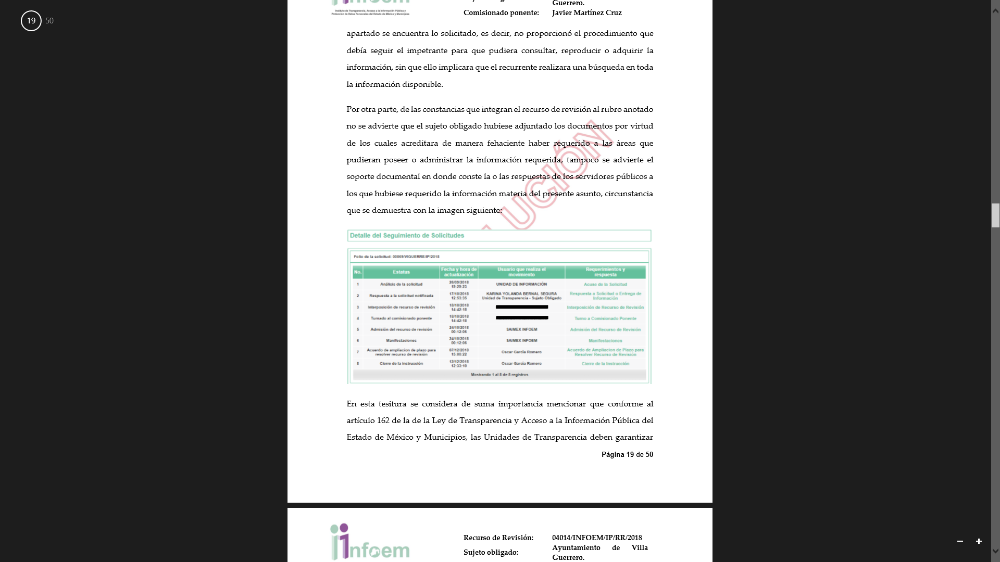 19 50
Guerrero.
Instituto de Transparencia, Acceso a la Información Pública y
Protección de Datos Personales del Estado de México y Municipios
Comisionado ponente: Javier Martínez Cruz
apartado se encuentra lo solicitado, es decir, no proporcionó el procedimiento que
debía seguir el impetrante para que pudiera consultar, reproducir o adquirir la
información, sin que ello implicara que el recurrente realizara una búsqueda en toda
la información disponible.
Por otra parte, de las constancias que integran el recurso de revisión al rubro anotado
no se advierte que el sujeto obligado hubiese adjuntado los documentos por virtud
de los cuales acreditara de manera fehaciente haber requerido a las áreas que
pudieran poseer o administrar la información requerida, tampoco se advierte el
soporte documental en donde conste la o las respuestas de los servidores públicos a
los que hubiese requerido la información materia del presente asunto, circunstancia
que se demuestra con la imagen siguiente:
UCIÓN
Detalle del Seguimiento de Solicitudes
Folio de la solicitud: 00069/VIGUERRE/IP/2018
No. Estatus Fecha y hora de actualización Usuario que realiza el movimiento Requerimientos y respuesta
1 Análisis de la solicitud 26/09/2018 19:29:23 UNIDAD DE INFORMACIÓN Acuse de la Solicitud
2 Respuesta a la solicitud notificada 17/10/2018 12:53:35 KARINA YOLANDA BERNAL SEGURA Unidad de Transparencia - Sujeto Obligado Respuesta a Solicitud o Entrega de Información
3 Interposición de recurso de revisión 18/10/2018 14:42:18 Interposición de Recurso de Revisión
4 Turnado al comisionado ponente 18/10/2018 14:42:18 Turno a Comisionado Ponente
5 Admisión del recurso de revisión 24/10/2018 00:12:06 SAIMEX INFOEM Admisión del Recurso de Revisión
6 Manifestaciones 24/10/2018 00:12:06 SAIMEX INFOEM Manifestaciones
7 Acuerdo de ampliacion de plazo para resolver recurso de revisión 07/12/2018 15:00:22 Oscar García Romero Acuerdo de Ampliacion de Plazo para Resolver Recurso de Revisión
8 Cierre de la instrucción 12/12/2018 12:33:10 Oscar García Romero Cierre de la Instrucción
Mostrando 1 al 8 de 8 registros
En esta tesitura se considera de suma importancia mencionar que conforme al
artículo 162 de la de la Ley de Transparencia y Acceso a la Información Pública del
Estado de México y Municipios, las Unidades de Transparencia deben garantizar
Página 19 de 50
infoem
Recurso de Revisión: 04014/INFOEM/IP/RR/2018
Sujeto obligado: Ayuntamiento de Villa
Guerrero.